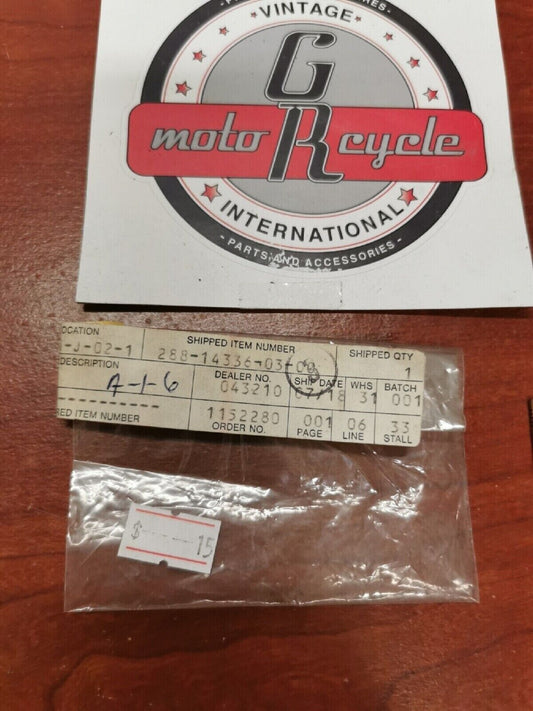 VINTAGE
G
moto R cycle
INTERNATIONAL
- PARTS AND ACCESSORIES -
OCATION SHIPPED ITEM NUMBER SHIPPED QTY
-J-02-1 288-14336-03-00 1
DESCRIPTION DEALER NO. SHIP DATE WHS BATCH
A-1-6 043210 07/18 31 001
SED ITEM NUMBER 1152280 001 06 33
ORDER NO. PAGE LINE STALL
$-----15